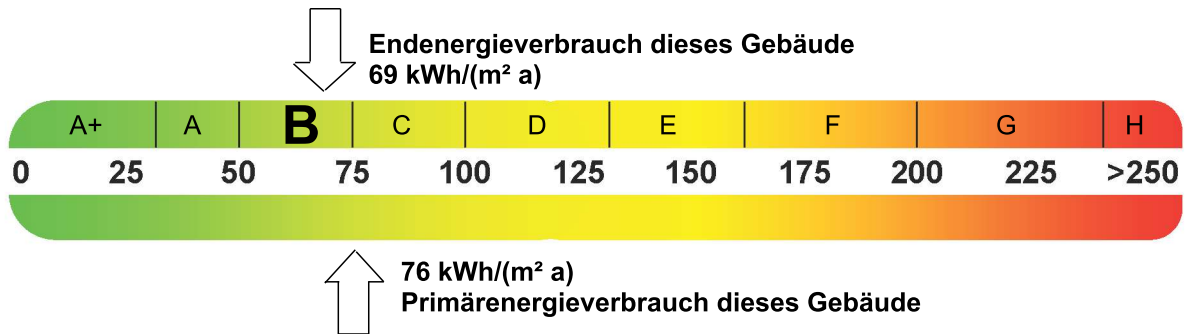 Endenergieverbrauch dieses Gebäude
69 kWh/(m² a)
A+ A B C D E F G H
0 25 50 75 100 125 150 175 200 225 >250
76 kWh/(m² a)
Primärenergieverbrauch dieses Gebäude